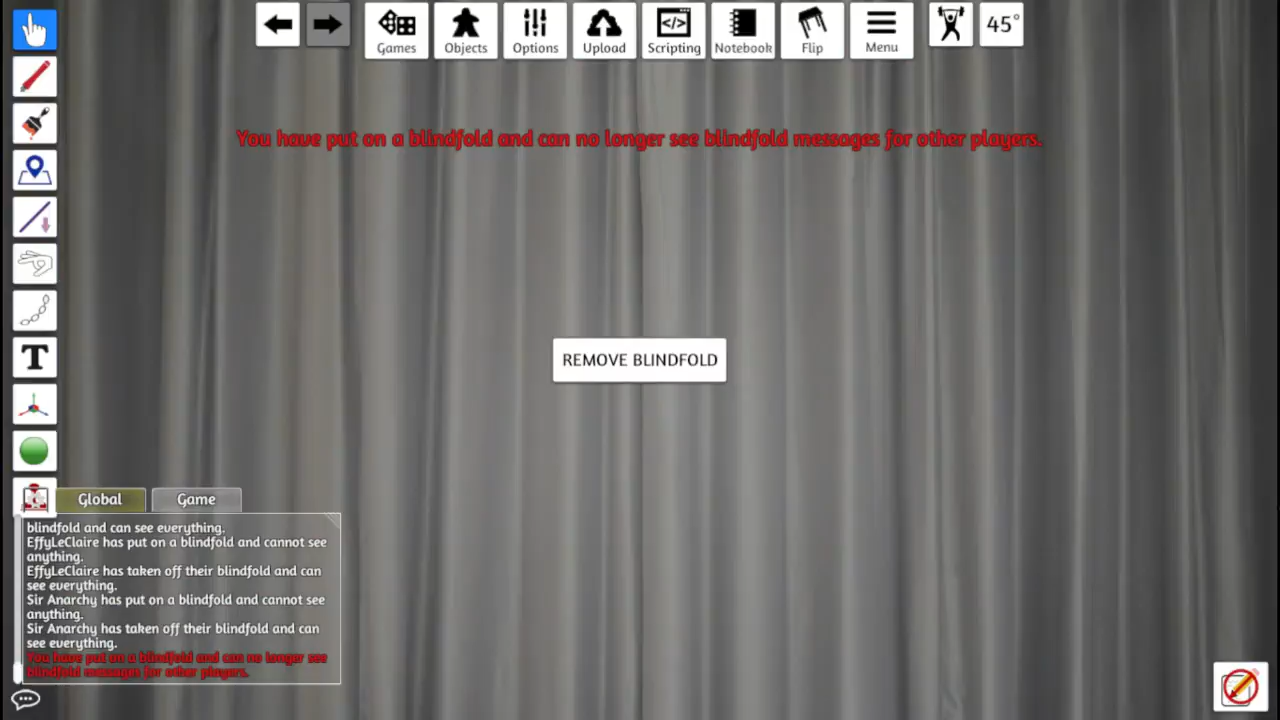 Games
Objects
Options
Upload
Scripting
Notebook
Flip
Menu
45°
You have put on a blindfold and can no longer see blindfold messages for other players.
REMOVE BLINDFOLD
T
Global
Game
blindfold and can see everything.
EffyLeClaire has put on a blindfold and cannot see
anything.
EffyLeClaire has taken off their blindfold and can
see everything.
Sir Anarchy has put on a blindfold and cannot see
anything.
Sir Anarchy has taken off their blindfold and can
see everything.
You have put on a blindfold and can no longer see
blindfold messages for other players.